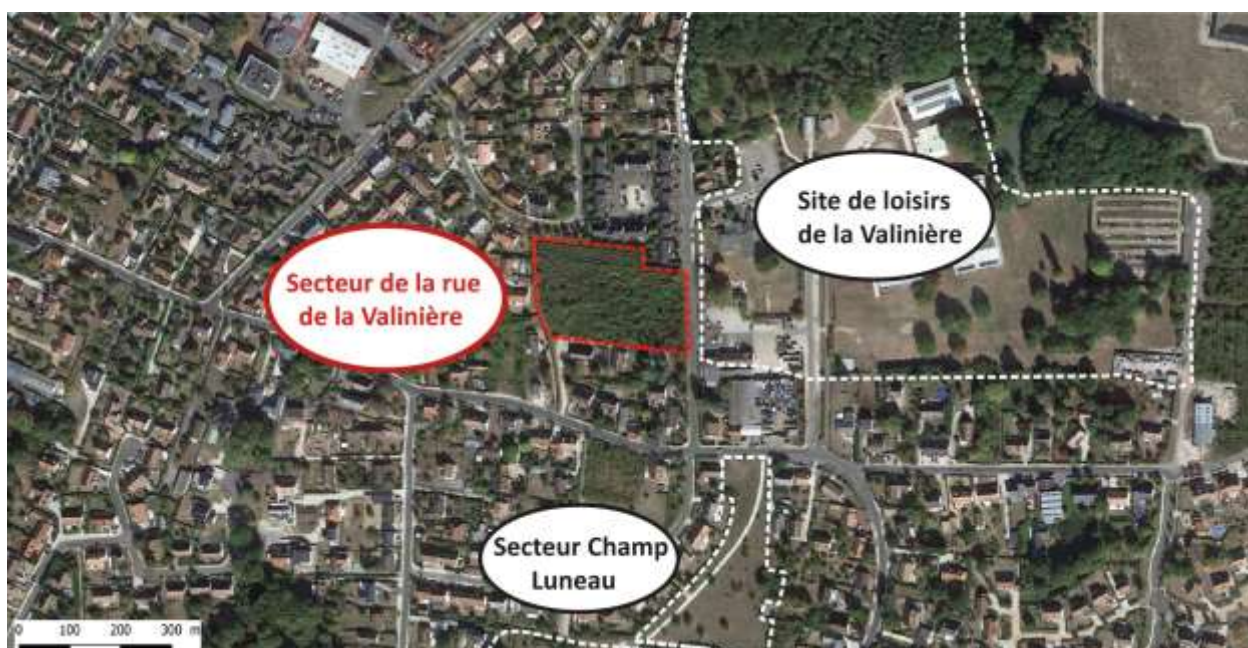 Site de loisirs
de la Valinière
Secteur de la rue
de la Valinière
Secteur Champ
Luneau
0 100 200 300 m